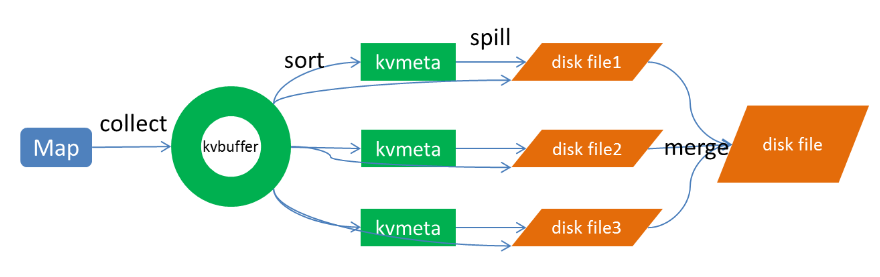 Map
collect
kvbuffer
sort
kvmeta
spill
disk file1
kvmeta
disk file2
kvmeta
disk file3
merge
disk file